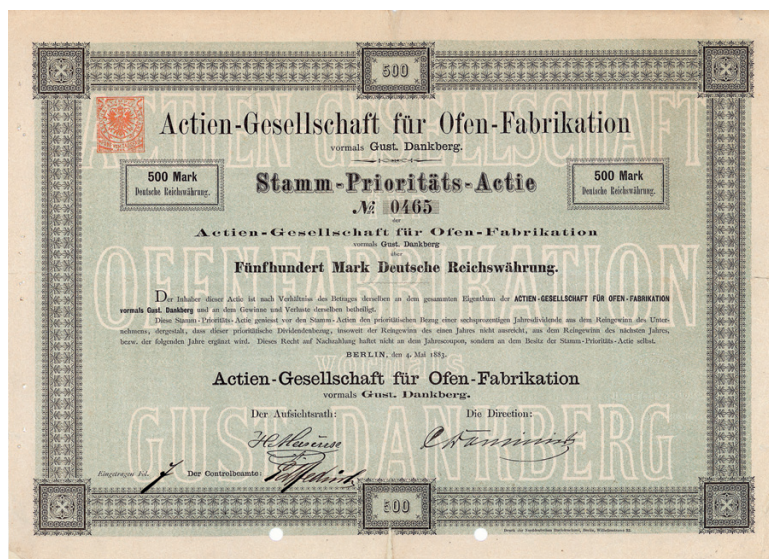 500
Actien-Gesellschaft für Ofen-Fabrikation
vormals Gust. Dankberg.
500 Mark
Deutsche Reichswährung.
Stamm-Prioritäts-Actie
500 Mark
Deutsche Reichswährung.
№ 0465
der
Actien-Gesellschaft für Ofen-Fabrikation
vormals Gust. Dankberg
über
Fünfhundert Mark Deutsche Reichswährung.
Der Inhaber dieser Actie ist nach Verhältniss des Betrages derselben an dem gesammten Eigenthum der ACTIEN-GESELLSCHAFT FÜR OFEN-FABRIKATION
vormals Gust. Dankberg und an dem Gewinne und Verluste derselben betheiligt.
Diese Stamm-Prioritäts-Actie geniesst vor den Stamm-Actien den prioritätischen Bezug einer sechsprozentigen Jahresdividende aus dem Reingewinn des Unter-
nehmens, dergestalt, dass dieser prioritätische Dividendenbezug, insoweit der Reingewinn des einen Jahres nicht ausreicht, aus dem Reingewinn des nächsten Jahres,
bezw. der folgenden Jahre ergänzt wird. Dieses Recht auf Nachzahlung haftet nicht an dem Jahrescoupon, sondern an dem Besitz der Stamm-Prioritäts-Actie selbst.
BERLIN, den 4. Mai 1883.
Actien-Gesellschaft für Ofen-Fabrikation
vormals Gust. Dankberg.
Der Aufsichtsrath:
Die Direction:
Eingetragen Fol. 7
Der Controlbeamte:
500
ACTIEN GESELLSCHAFT
OFENFABRIKATION
vormals
GUST. DANKBERG